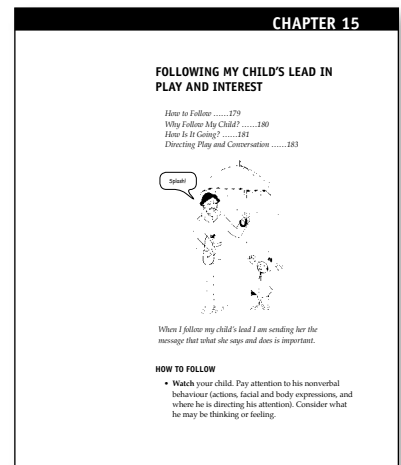 CHAPTER 15
FOLLOWING MY CHILD'S LEAD IN
PLAY AND INTEREST
How to Follow ......179
Why Follow My Child? ......180
How Is It Going? ......181
Directing Play and Conversation ......183
Splash!
When I follow my child's lead I am sending her the
message that what she says and does is important.
HOW TO FOLLOW
• Watch your child. Pay attention to his nonverbal
behaviour (actions, facial and body expressions, and
where he is directing his attention). Consider what
he may be thinking or feeling.